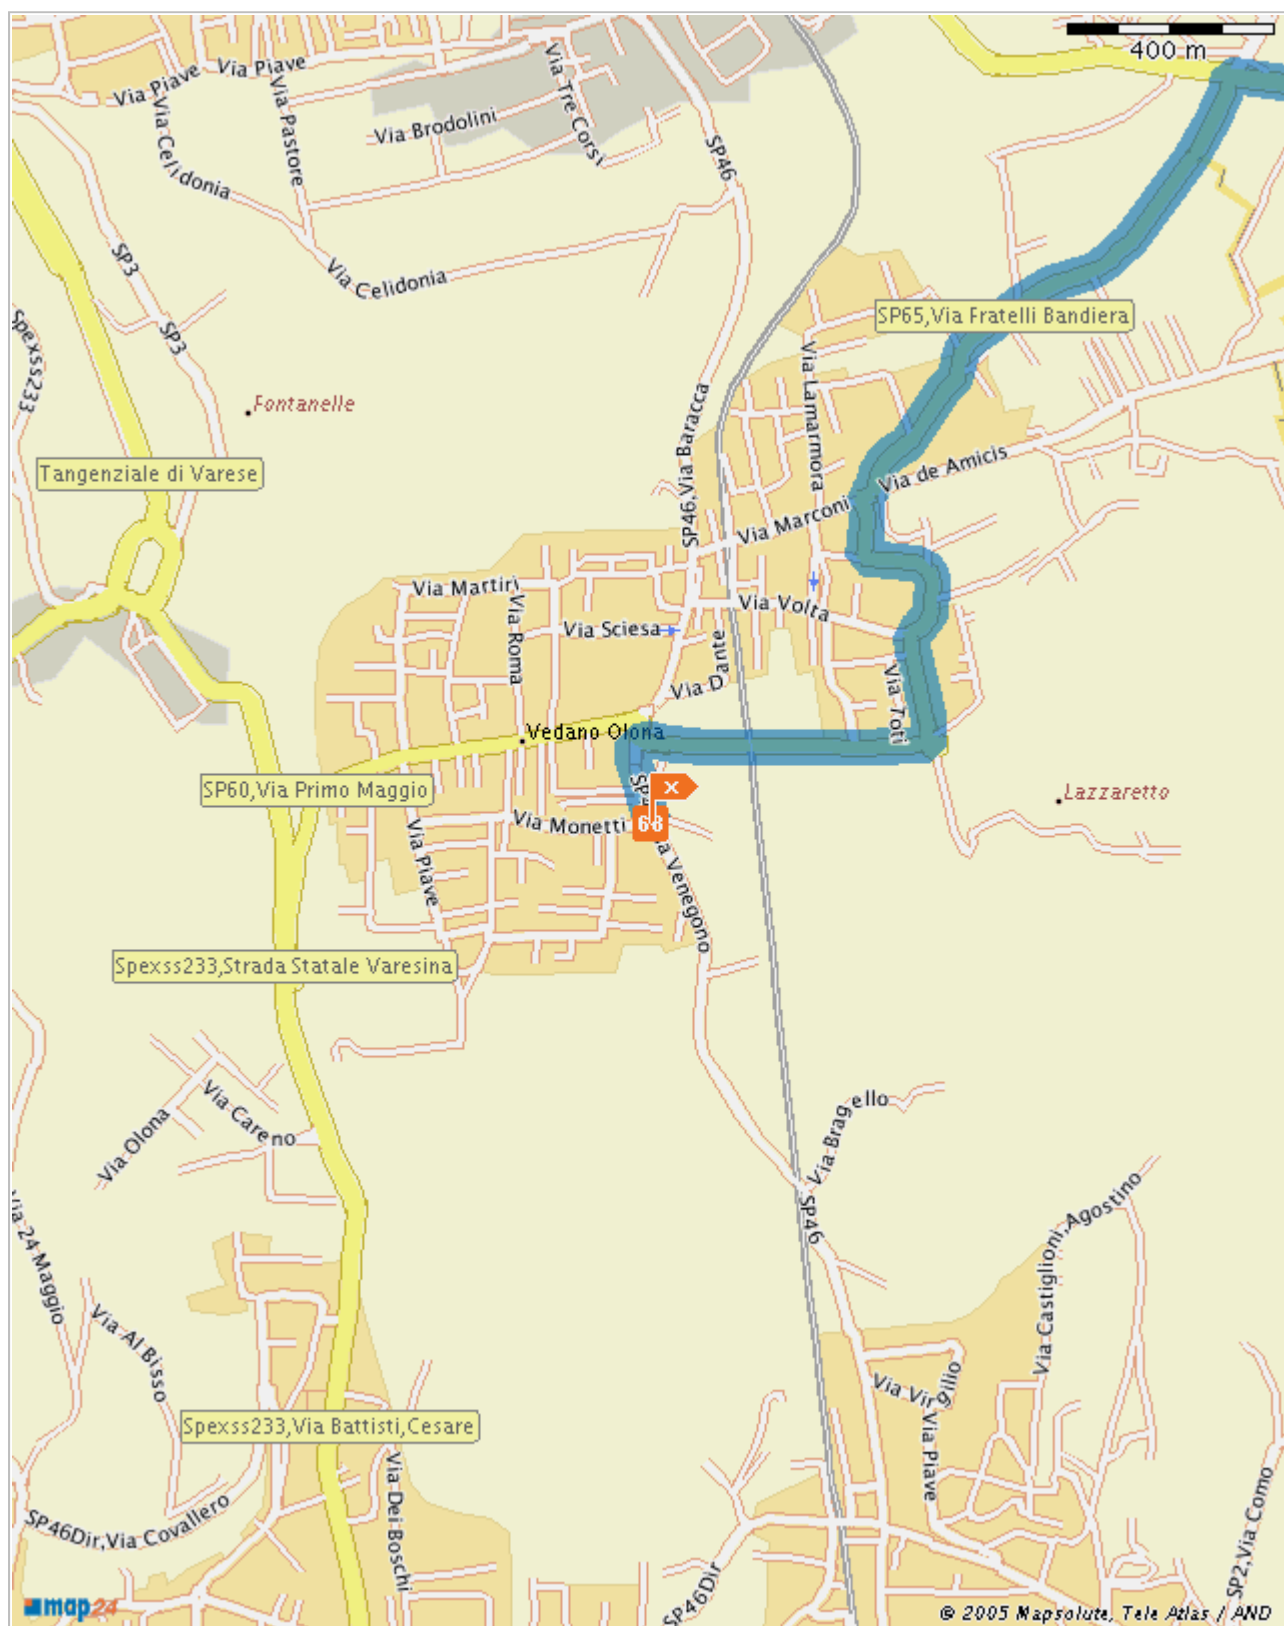 400 m
Via Piave
Via Piave
Via Tre Corsi
Via Pastore
Via Celidonia
Via Brodolini
SP46
SP3
Via Celidonia
SP65,Via Fratelli Bandiera
Spexss233
SP3
Via Lamarmora
Fontanelle
SP46,Via Baracca
Tangenziale di Varese
Via de Amicis
Via Marconi
Via Martiri
Via Volta
Via Roma
Via Sciesa
Via Dante
Via Toti
Vedano Olona
SP60,Via Primo Maggio
x
Lazzaretto
Via Monetti
Via Piave
Venegono
Spexss233,Strada Statale Varesina
Via Careno
Via Olona
Via Bragello
Via 24 Maggio
SP46
Via Castiglioni,Agostino
Via Al Bisso
Via Virgilio
Via Piave
Spexss233,Via Battisti,Cesare
Via Dei Boschi
SP46Dir,Via Covallero
SP46Dir
SP2,Via Como
map24
© 2005 Mapsolute, Tele Atlas / AND